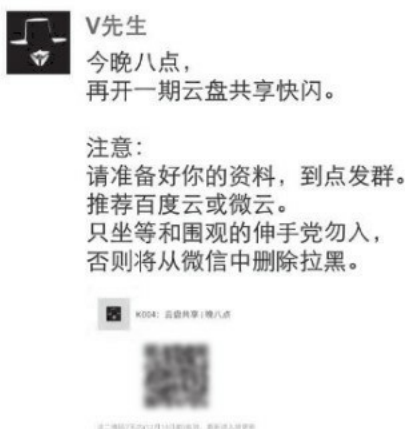 V先生
今晚八点，
再开一期云盘共享快闪。
注意：
请准备好你的资料，到点发群。
推荐百度云或微云。
只坐等和围观的伸手党勿入，
否则将从微信中删除拉黑。
K004：云盘共享|晚八点